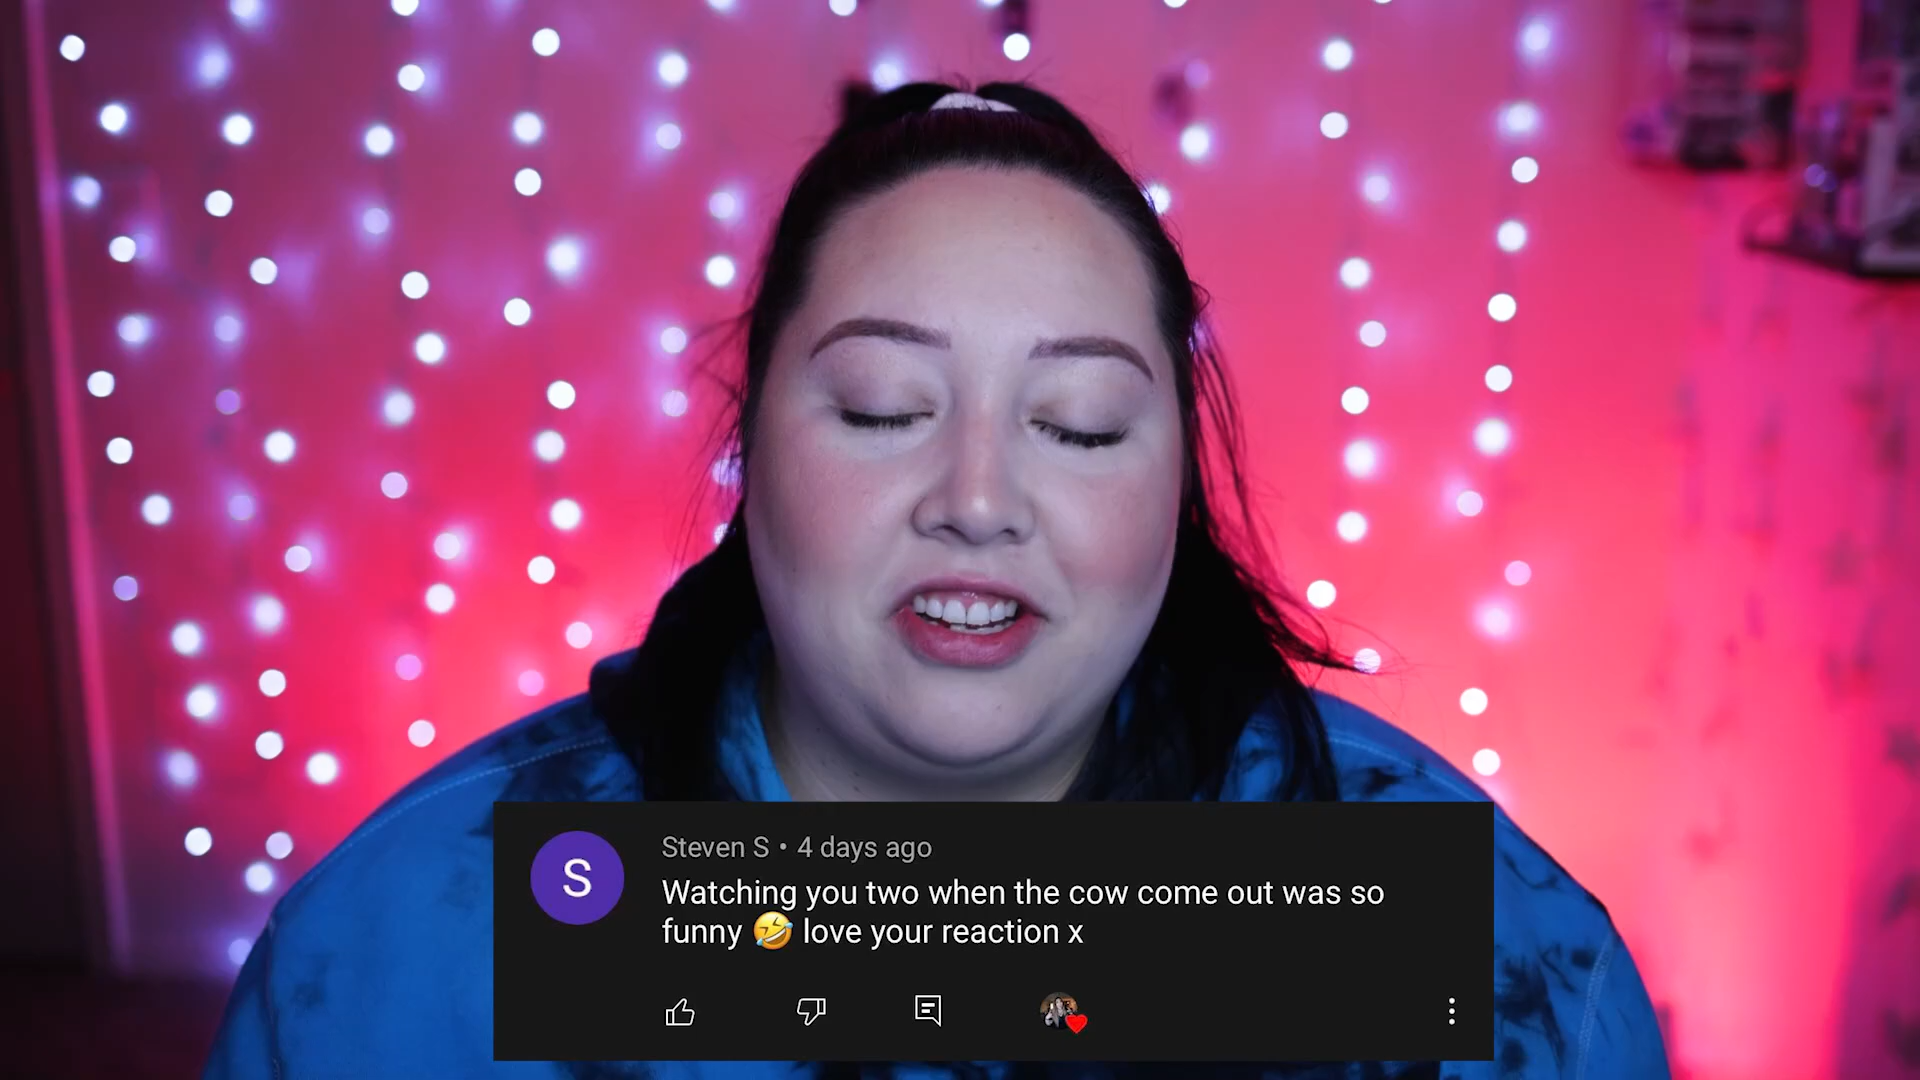 S
Steven S • 4 days ago
Watching you two when the cow come out was so
funny 🤣 love your reaction x